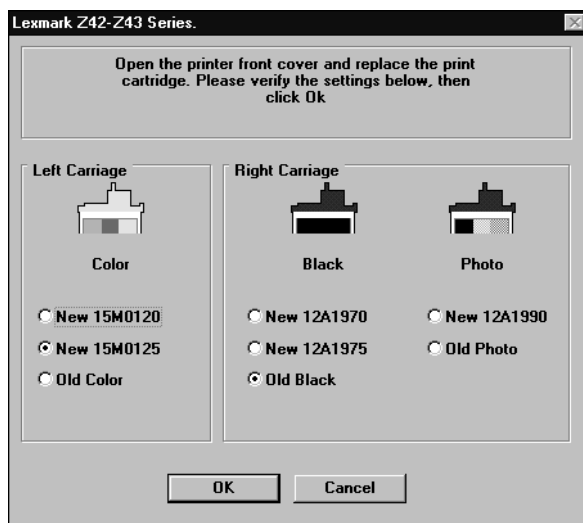 Lexmark Z42-Z43 Series.
Open the printer front cover and replace the print
cartridge. Please verify the settings below, then
click Ok
Left Carriage
Color
New 15M0120
New 15M0125
Old Color
Right Carriage
Black
Photo
New 12A1970
New 12A1990
New 12A1975
Old Photo
Old Black
OK
Cancel